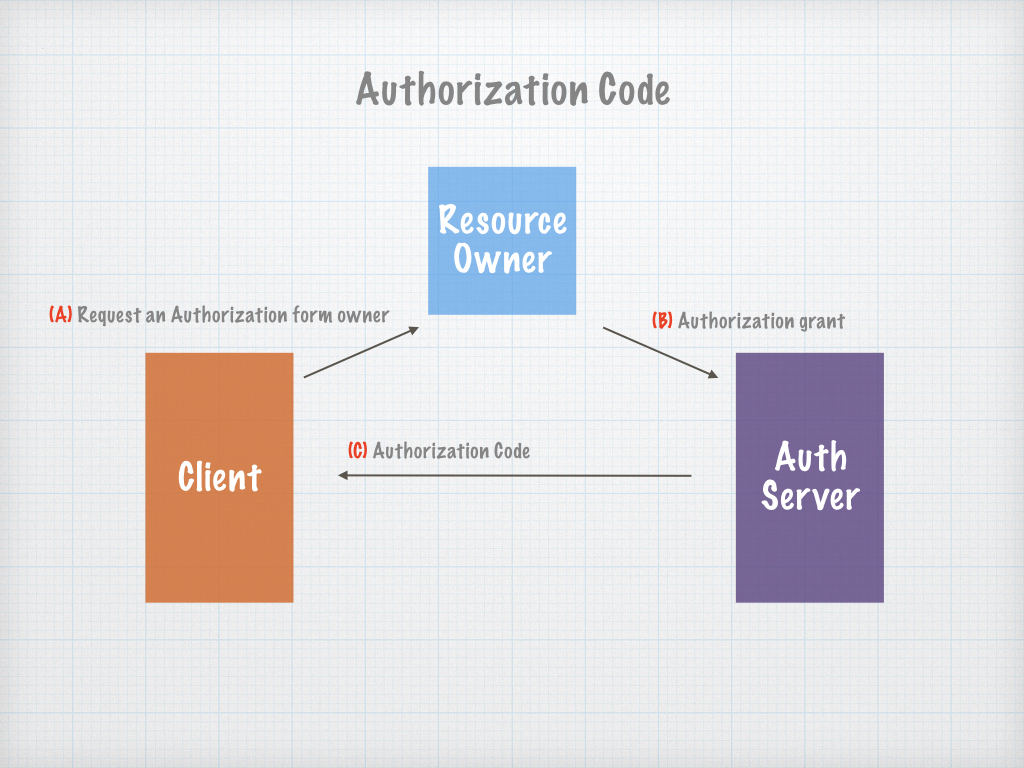 Authorization Code
Resource
Owner
(A) Request an Authorization form owner
(B) Authorization grant
(C) Authorization Code
Client
Auth
Server